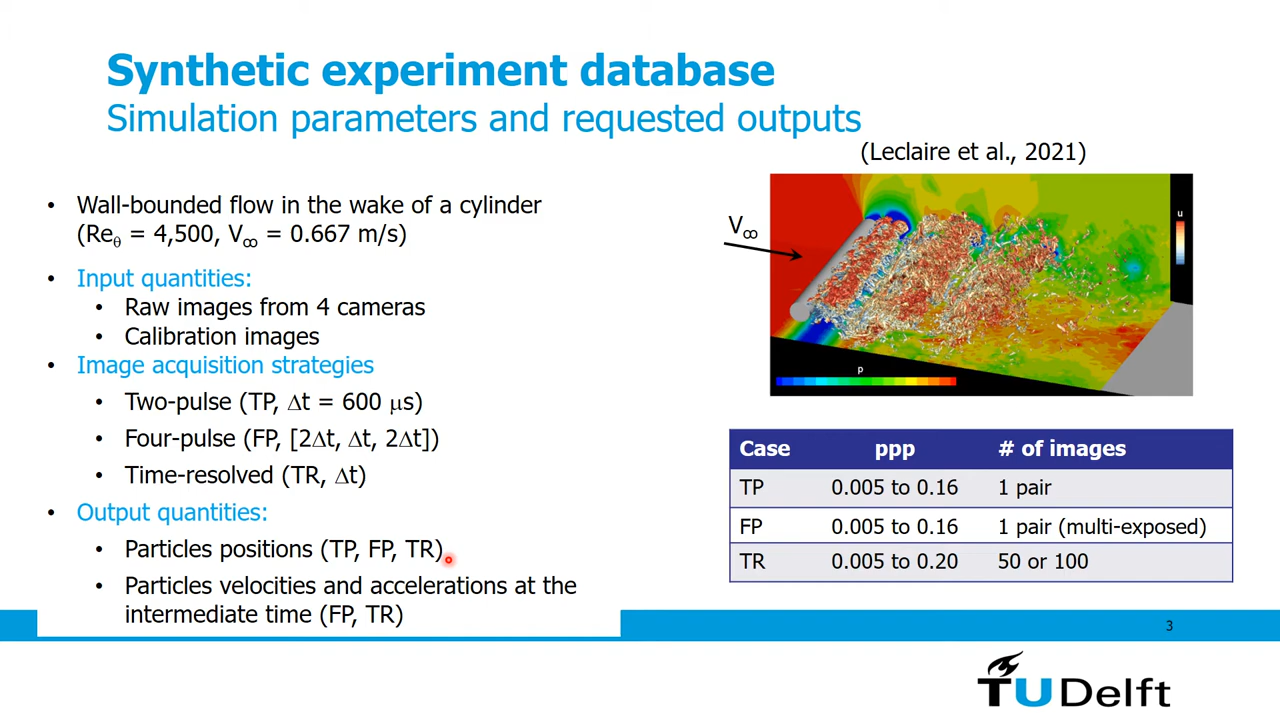 Synthetic experiment database
Simulation parameters and requested outputs
(Leclaire et al., 2021)
• Wall-bounded flow in the wake of a cylinder
(Reθ = 4,500, V∞ = 0.667 m/s)
• Input quantities:
• Raw images from 4 cameras
• Calibration images
• Image acquisition strategies
• Two-pulse (TP, Δt = 600 μs)
• Four-pulse (FP, [2Δt, Δt, 2Δt])
• Time-resolved (TR, Δt)
• Output quantities:
• Particles positions (TP, FP, TR)
• Particles velocities and accelerations at the
intermediate time (FP, TR)
V∞
u
p
Case ppp # of images
TP 0.005 to 0.16 1 pair
FP 0.005 to 0.16 1 pair (multi-exposed)
TR 0.005 to 0.20 50 or 100
3
TU Delft